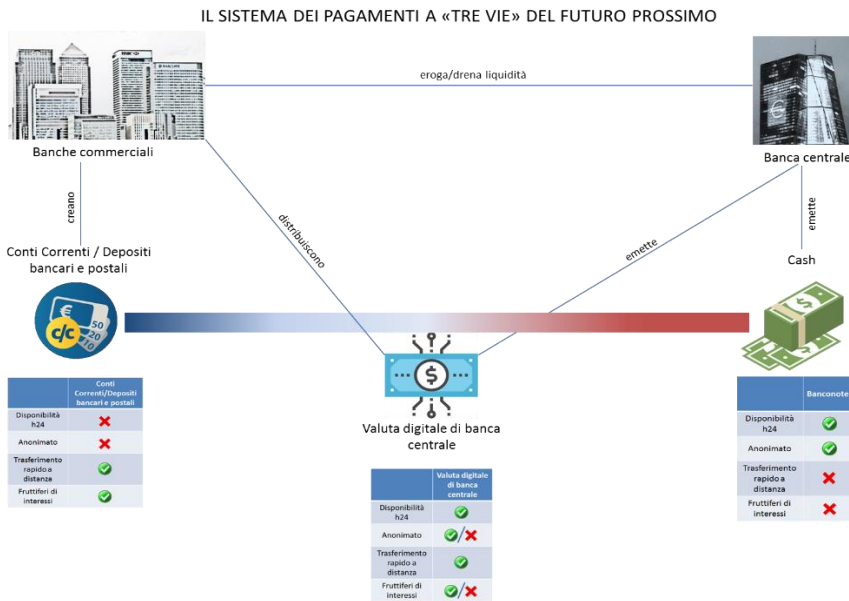 IL SISTEMA DEI PAGAMENTI A «TRE VIE» DEL FUTURO PROSSIMO
eroga/drena liquidità
Banche commerciali
Banca centrale
creano
distribuiscono
emette
emette
Conti Correnti / Depositi
bancari e postali
Cash
€
c/c
50
20
10
$
$
Valuta digitale di banca
centrale
Conti
Correnti/Depositi
bancari e postali
Disponibilità
h24
Anonimato
Trasferimento
rapido a
distanza
Fruttiferi di
interessi
Valuta digitale
di banca
centrale
Disponibilità
h24
Anonimato
/
Trasferimento
rapido a
distanza
Fruttiferi di
interessi
/
Banconote
Disponibilità
h24
Anonimato
Trasferimento
rapido a
distanza
Fruttiferi di
interessi